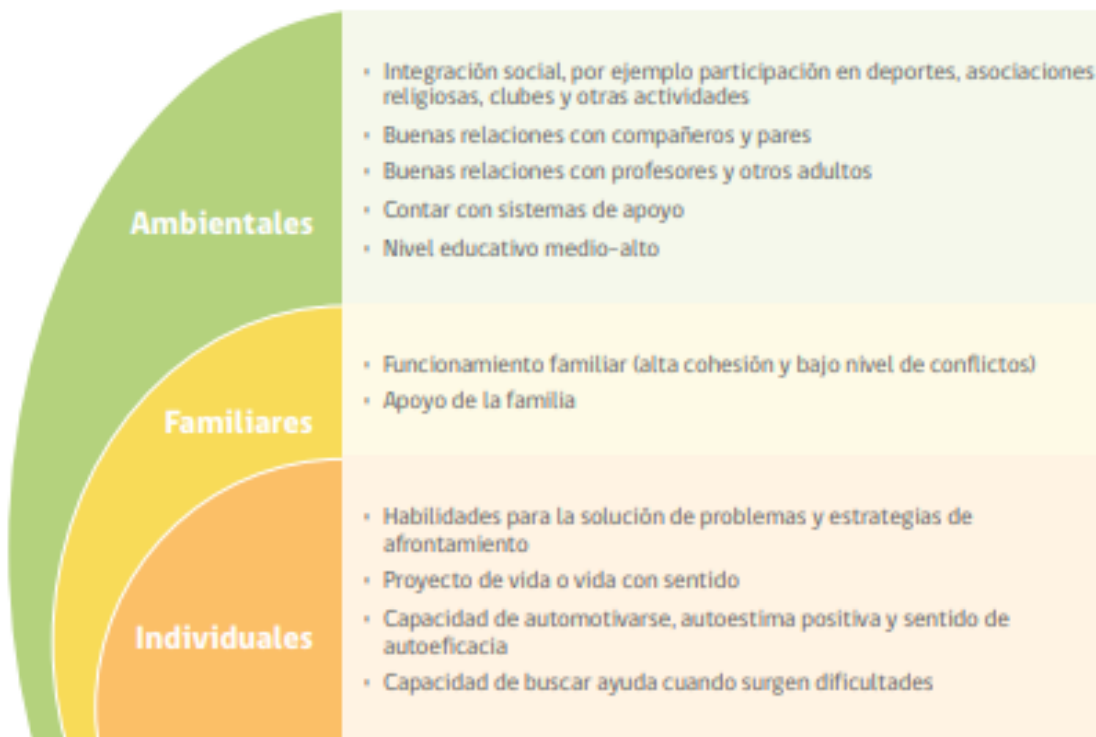 Ambientales
• Integración social, por ejemplo participación en deportes, asociaciones
religiosas, clubes y otras actividades
• Buenas relaciones con compañeros y pares
• Buenas relaciones con profesores y otros adultos
• Contar con sistemas de apoyo
• Nivel educativo medio-alto
Familiares
• Funcionamiento familiar (alta cohesión y bajo nivel de conflictos)
• Apoyo de la familia
Individuales
• Habilidades para la solución de problemas y estrategias de
afrontamiento
• Proyecto de vida o vida con sentido
• Capacidad de automotivarse, autoestima positiva y sentido de
autoeficacia
• Capacidad de buscar ayuda cuando surgen dificultades